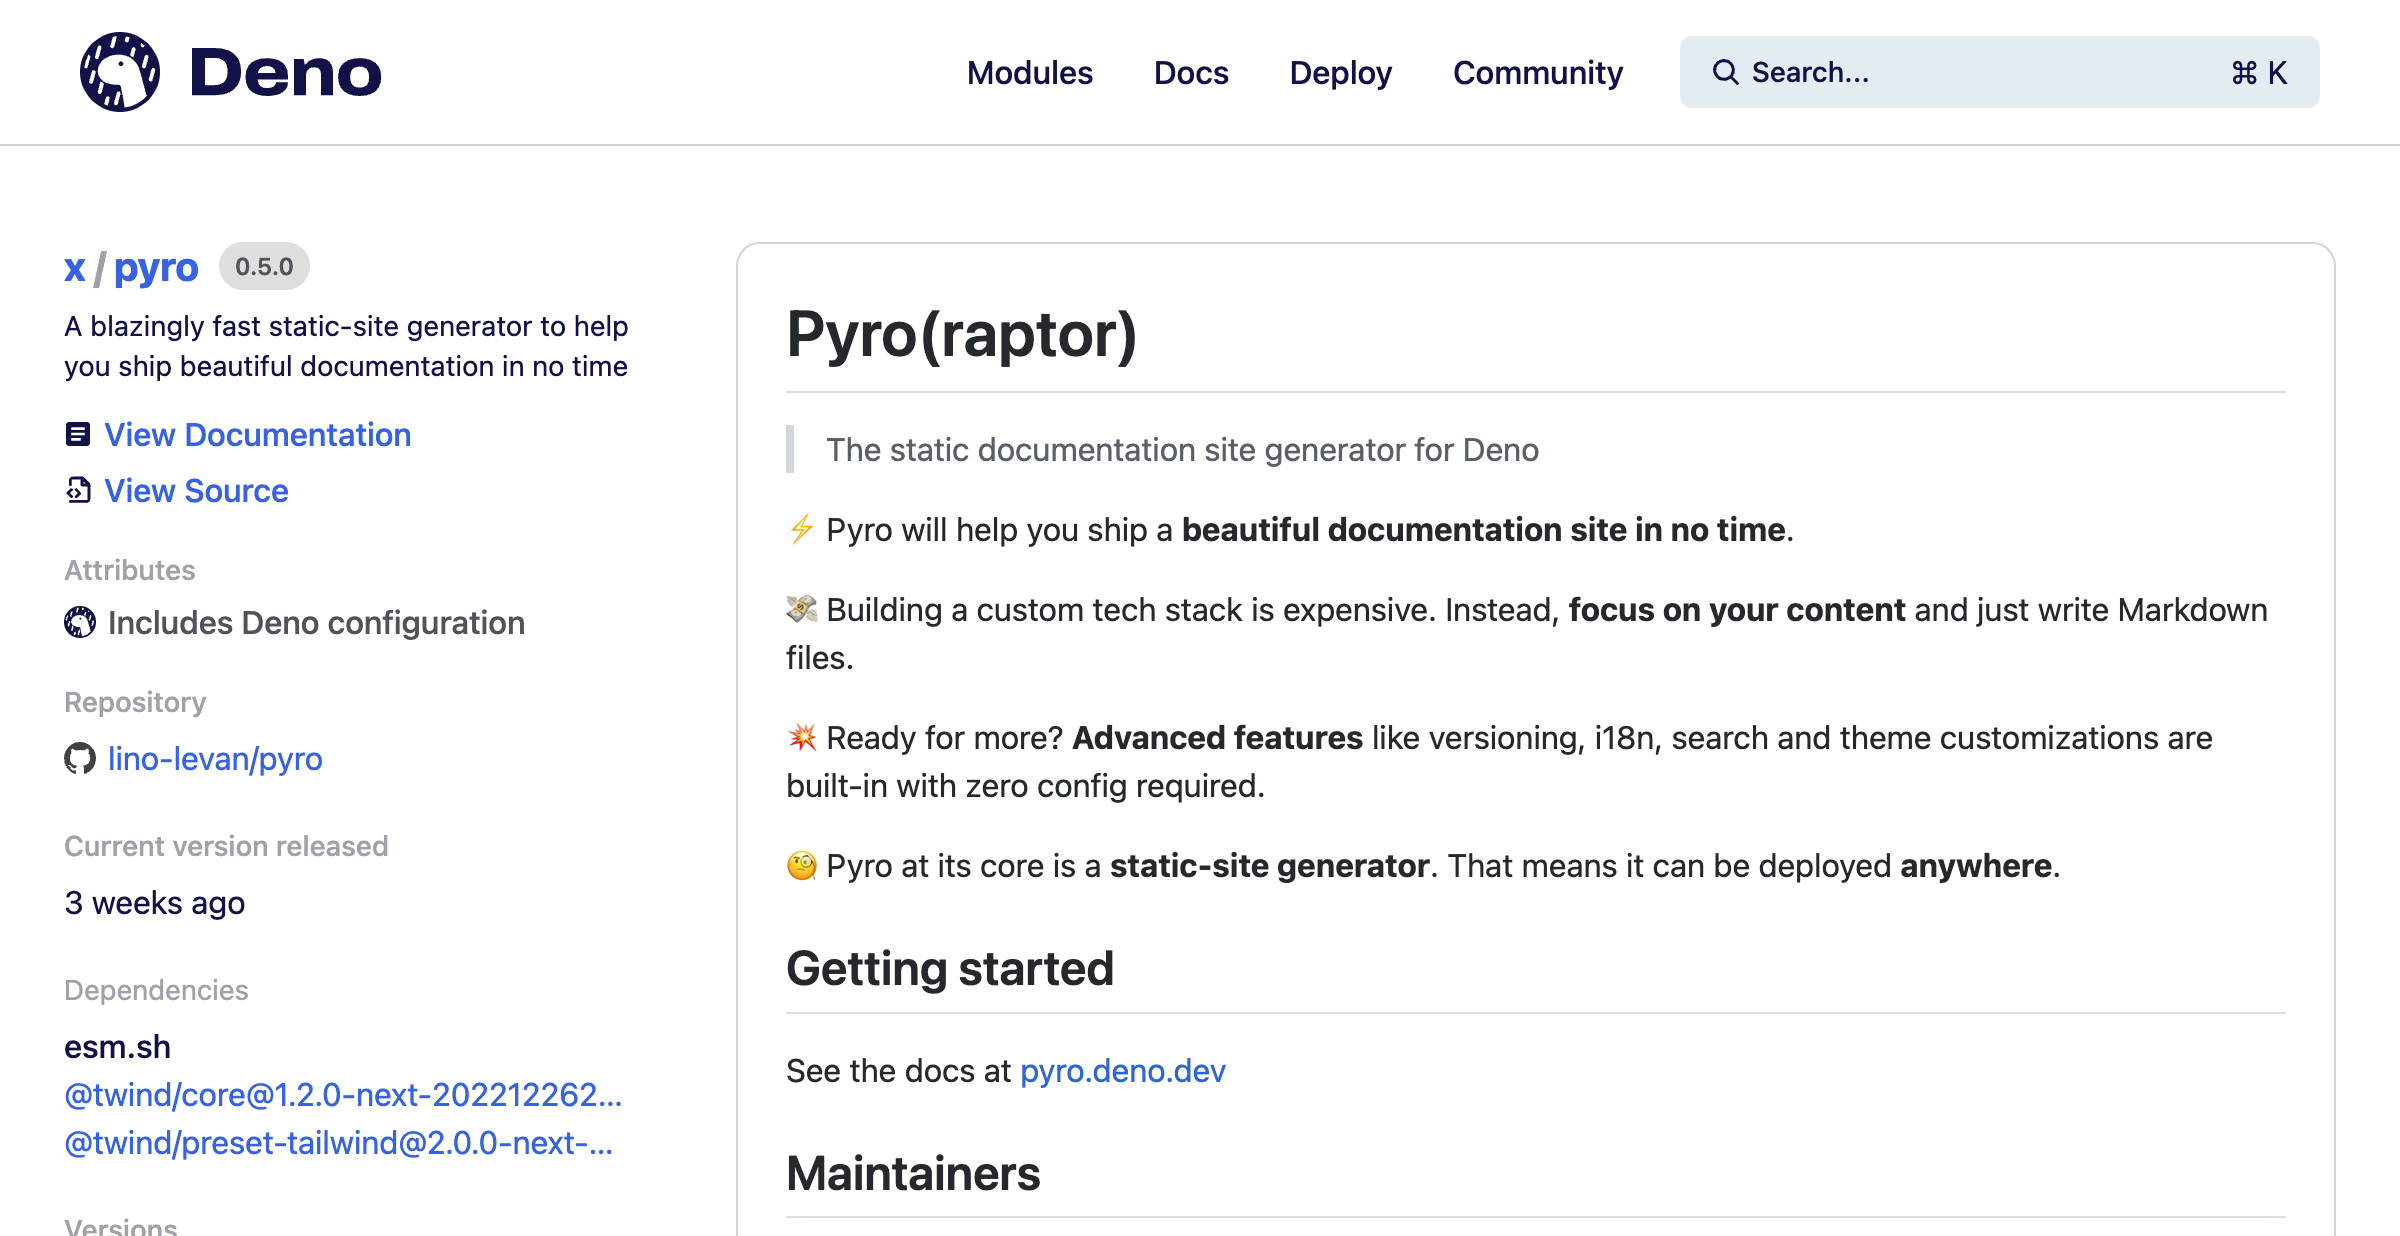 Deno
Modules Docs Deploy Community Search... ⌘ K
x / pyro 0.5.0
A blazingly fast static-site generator to help
you ship beautiful documentation in no time
View Documentation
View Source
Attributes
Includes Deno configuration
Repository
lino-levan/pyro
Current version released
3 weeks ago
Dependencies
esm.sh
@twind/core@1.2.0-next-202212262...
@twind/preset-tailwind@2.0.0-next-...
Versions
Pyro(raptor)
The static documentation site generator for Deno
⚡ Pyro will help you ship a beautiful documentation site in no time.
💸 Building a custom tech stack is expensive. Instead, focus on your content and just write Markdown
files.
💥 Ready for more? Advanced features like versioning, i18n, search and theme customizations are
built-in with zero config required.
🧐 Pyro at its core is a static-site generator. That means it can be deployed anywhere.
Getting started
See the docs at pyro.deno.dev
Maintainers